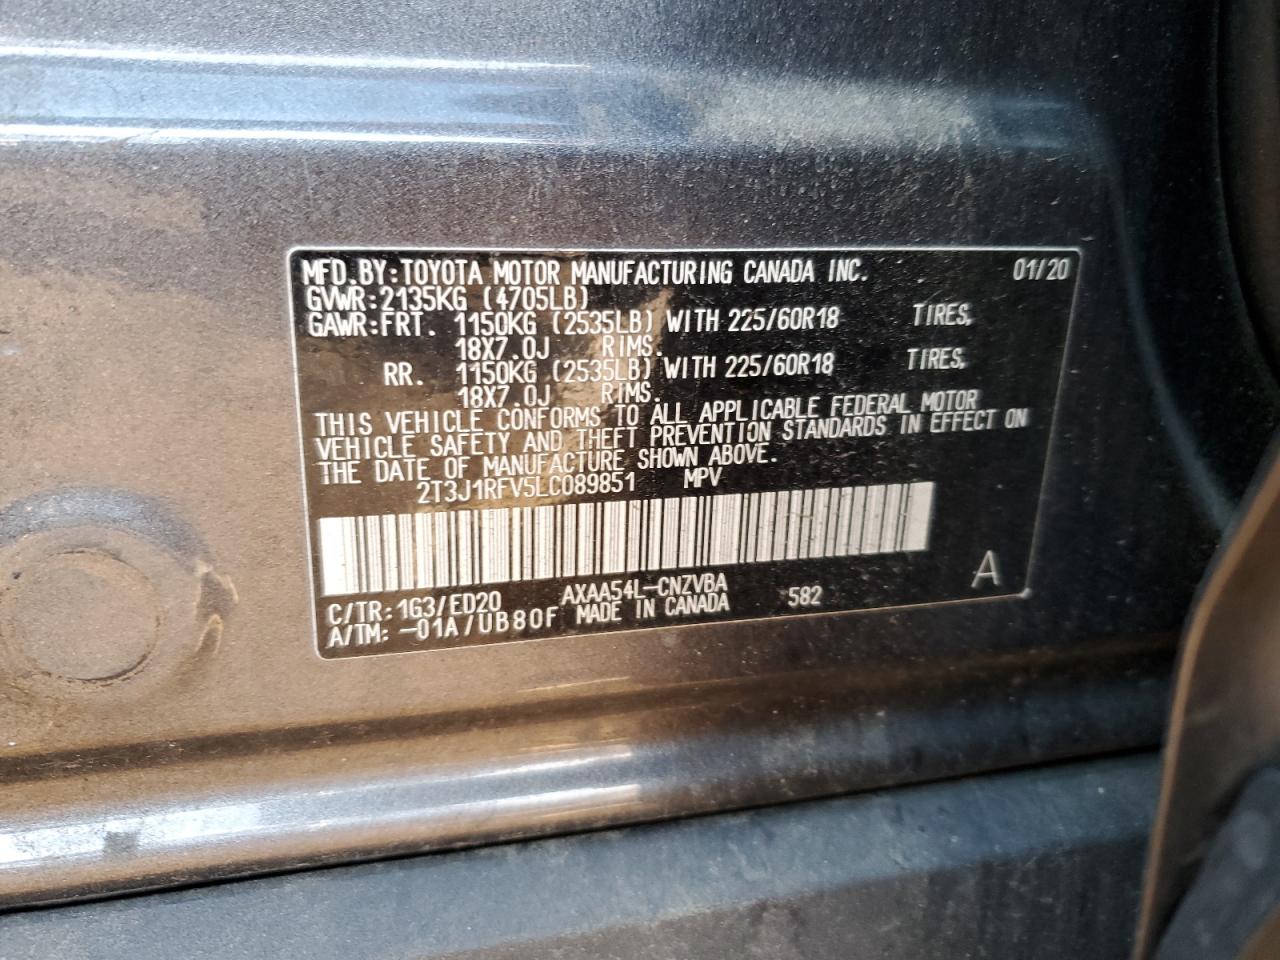 MFD.BY:TOYOTA MOTOR MANUFACTURING CANADA INC. 01/20
GVWR:2135KG (4705LB)
GAWR:FRT. 1150KG (2535LB) WITH 225/60R18 TIRES,
18X7.0J RIMS.
RR. 1150KG (2535LB) WITH 225/60R18 TIRES,
18X7.0J RIMS.
THIS VEHICLE CONFORMS TO ALL APPLICABLE FEDERAL MOTOR
VEHICLE SAFETY AND THEFT PREVENTION STANDARDS IN EFFECT ON
THE DATE OF MANUFACTURE SHOWN ABOVE.
2T3J1RFV5LC089851 MPV
C/TR:1G3/ED20 AXAA54L-CNZVBA 582 A
A/TM:-01A/UB80F MADE IN CANADA